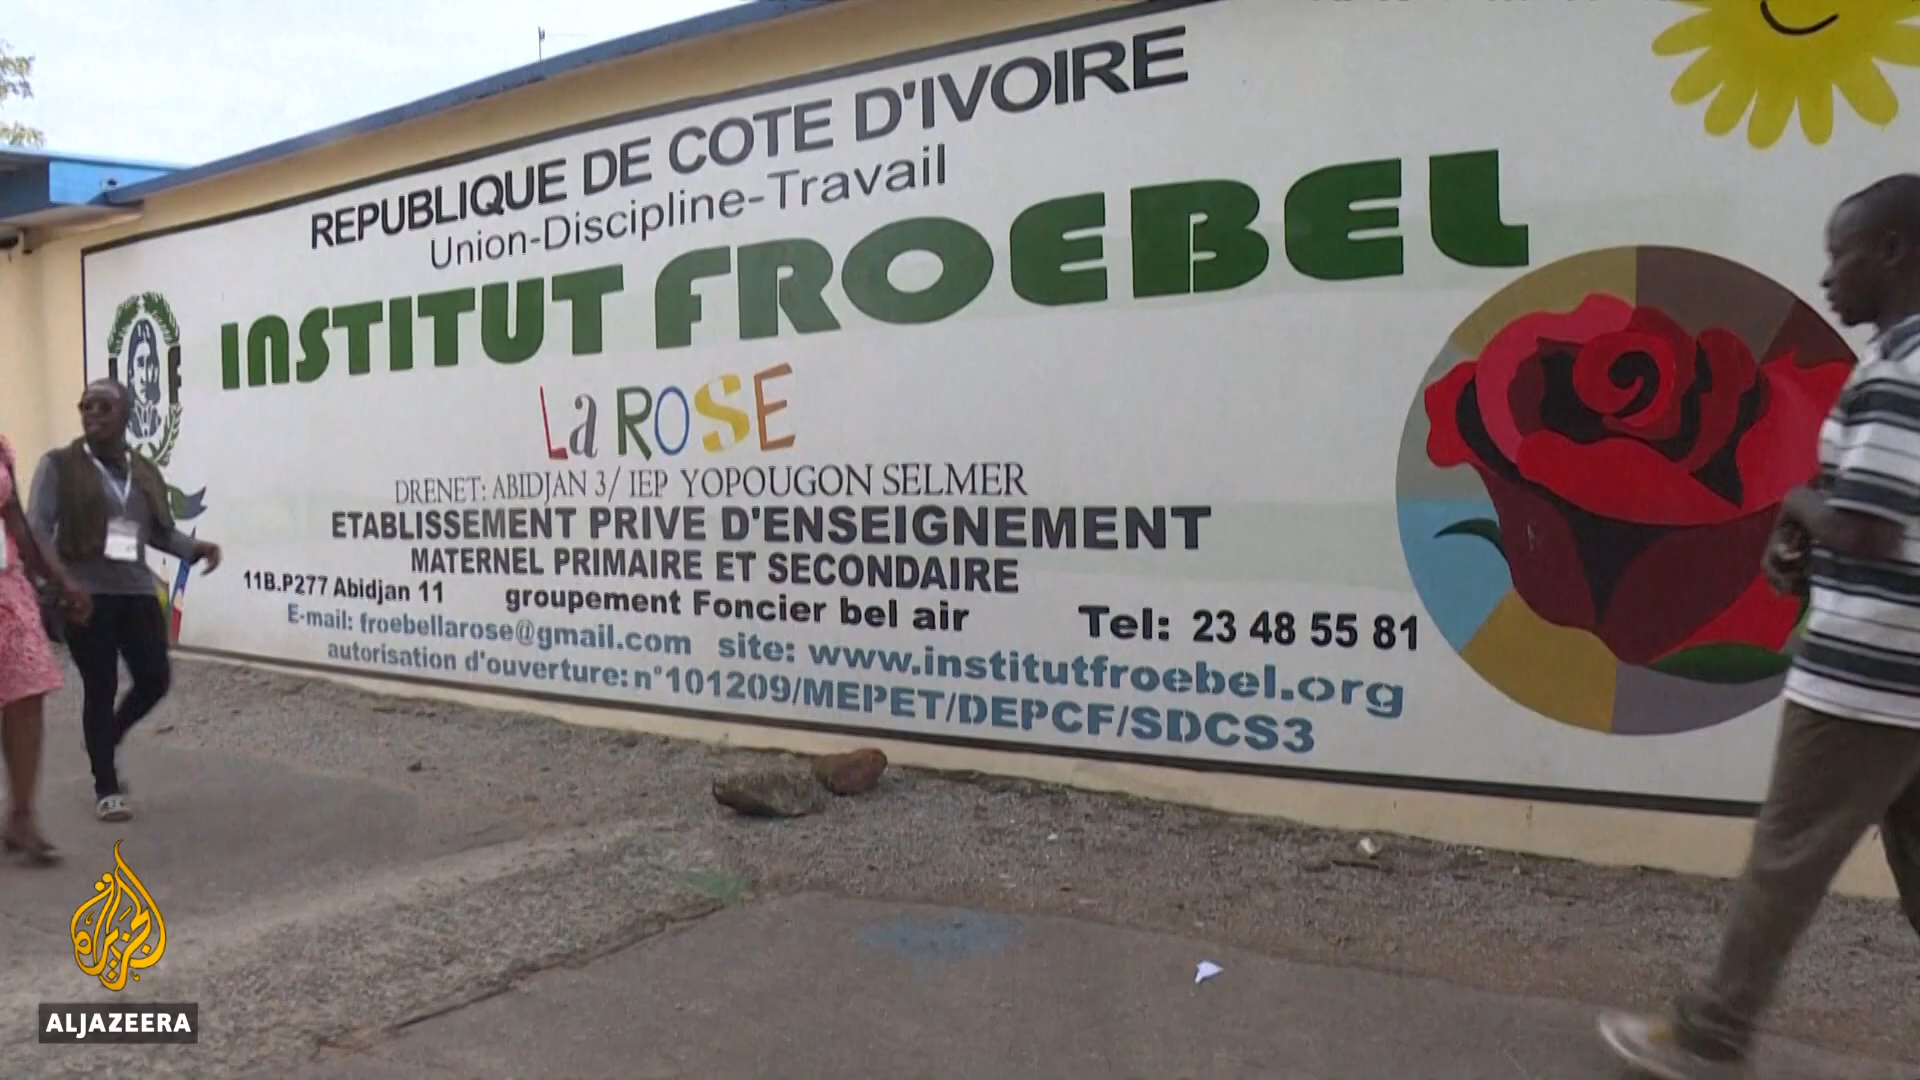 REPUBLIQUE DE COTE D'IVOIRE
Union-Discipline-Travail
INSTITUT FROEBEL
La ROSE
DRENET: ABIDJAN 3/ IEP YOPOUGON SELMER
ETABLISSEMENT PRIVE D'ENSEIGNEMENT
MATERNEL PRIMAIRE ET SECONDAIRE
11B.P277 Abidjan 11 groupement Foncier bel air Tel: 23 48 55 81
E-mail: froebellarose@gmail.com site: www.institutfroebel.org
autorisation d'ouverture: n°101209/MEPET/DEPCF/SDCS3
الجزيرة
ALJAZEERA